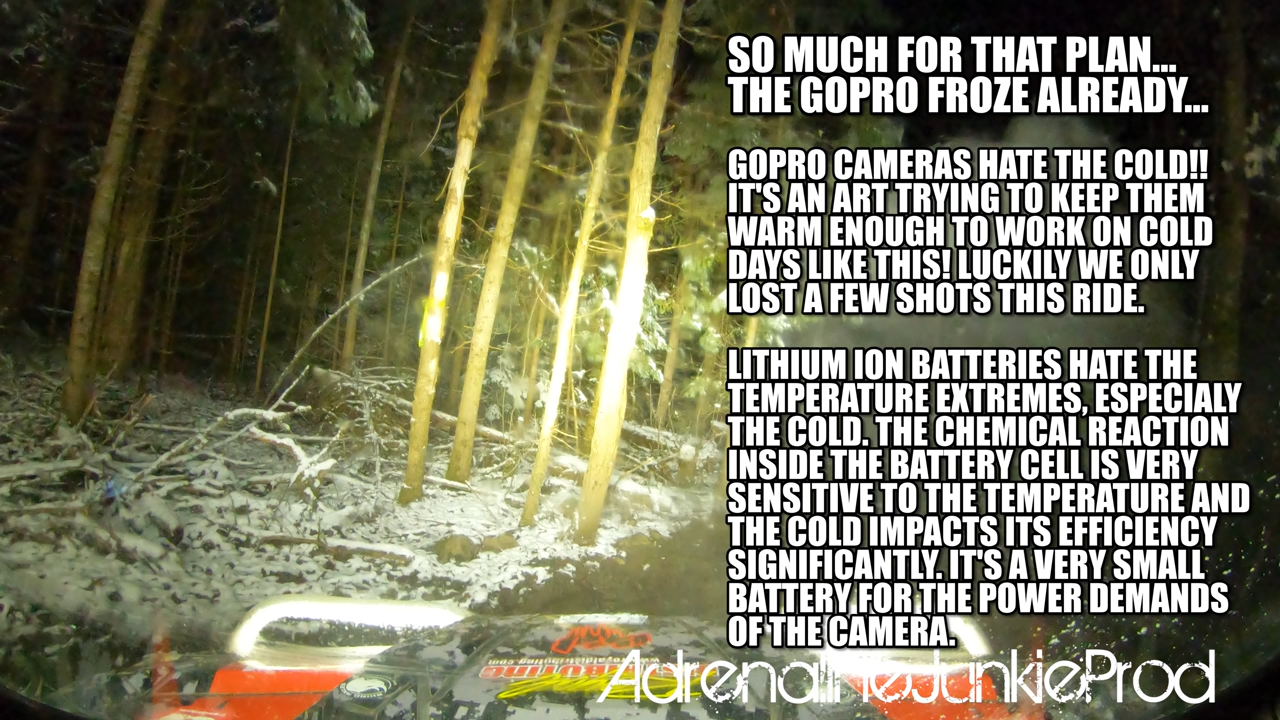 SO MUCH FOR THAT PLAN...
THE GOPRO FROZE ALREADY...
GOPRO CAMERAS HATE THE COLD!!
IT'S AN ART TRYING TO KEEP THEM
WARM ENOUGH TO WORK ON COLD
DAYS LIKE THIS! LUCKILY WE ONLY
LOST A FEW SHOTS THIS RIDE.
LITHIUM ION BATTERIES HATE THE
TEMPERATURE EXTREMES, ESPECIALY
THE COLD. THE CHEMICAL REACTION
INSIDE THE BATTERY CELL IS VERY
SENSITIVE TO THE TEMPERATURE AND
THE COLD IMPACTS ITS EFFICIENCY
SIGNIFICANTLY. IT'S A VERY SMALL
BATTERY FOR THE POWER DEMANDS
OF THE CAMERA.
AdrenalineJunkieProd